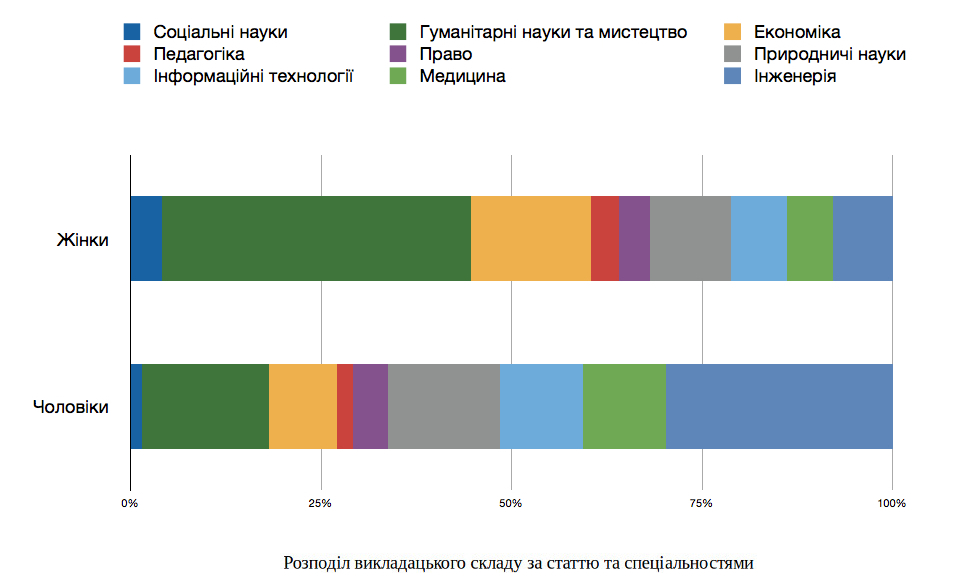 Соціальні науки
Гуманітарні науки та мистецтво
Економіка
Педагогіка
Право
Природничі науки
Інформаційні технології
Медицина
Інженерія
Жінки
Чоловіки
0%
25%
50%
75%
100%
Розподіл викладацького складу за статтю та спеціальностями